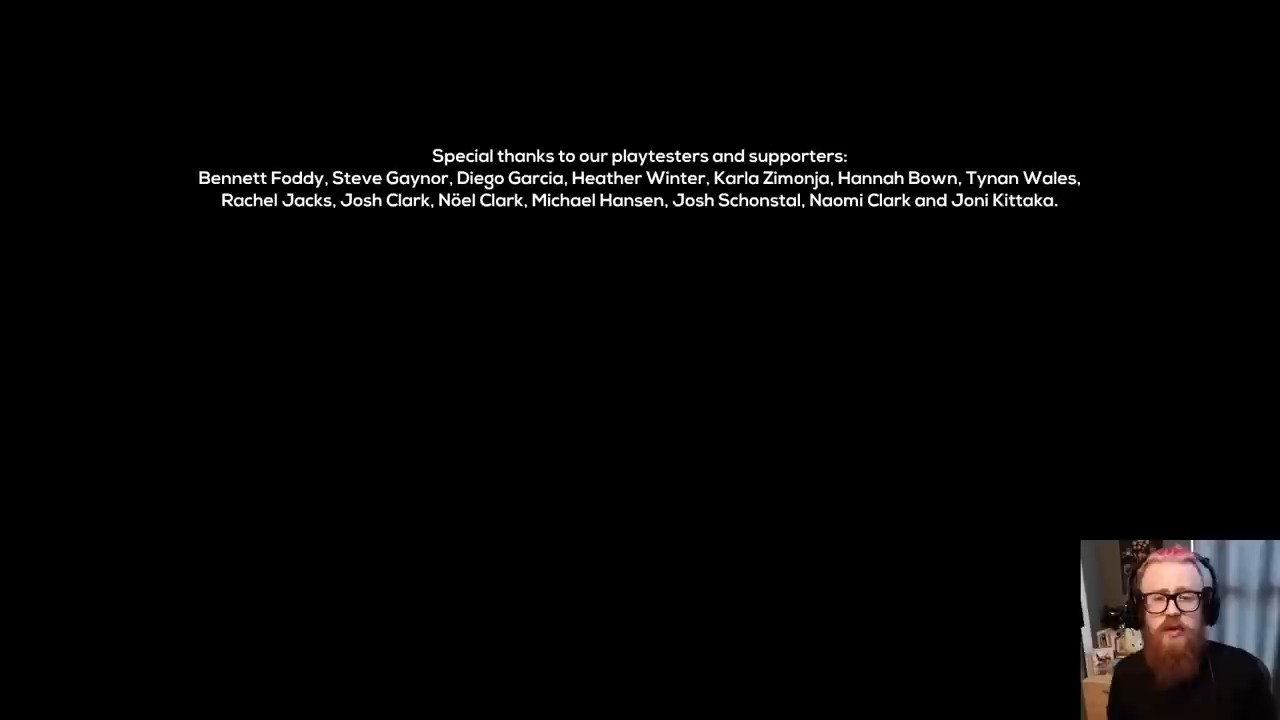 Special thanks to our playtesters and supporters:
Bennett Foddy, Steve Gaynor, Diego Garcia, Heather Winter, Karla Zimonja, Hannah Bown, Tynan Wales,
Rachel Jacks, Josh Clark, Nöel Clark, Michael Hansen, Josh Schonstal, Naomi Clark and Joni Kittaka.